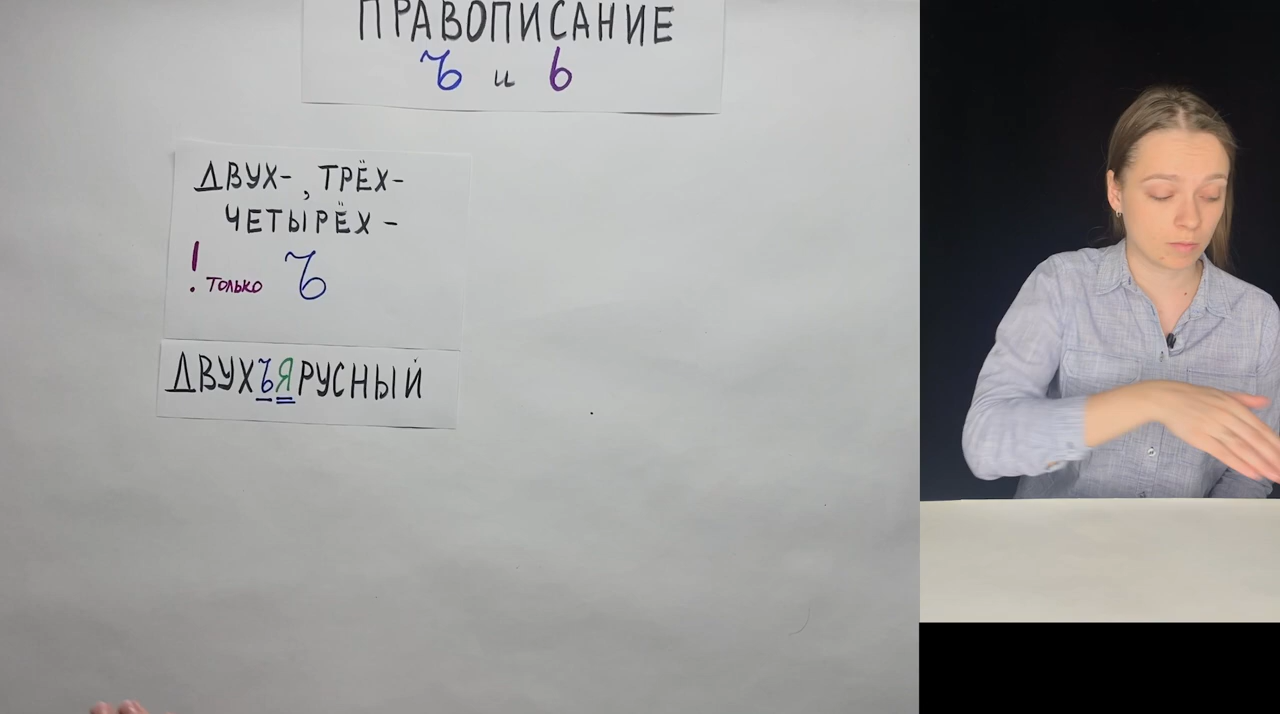 ПРАВОПИСАНИЕ
Ъ и Ь
ДВУХ-, ТРЁХ-
ЧЕТЫРЁХ-
! только Ъ
ДВУХЪЯРУСНЫЙ